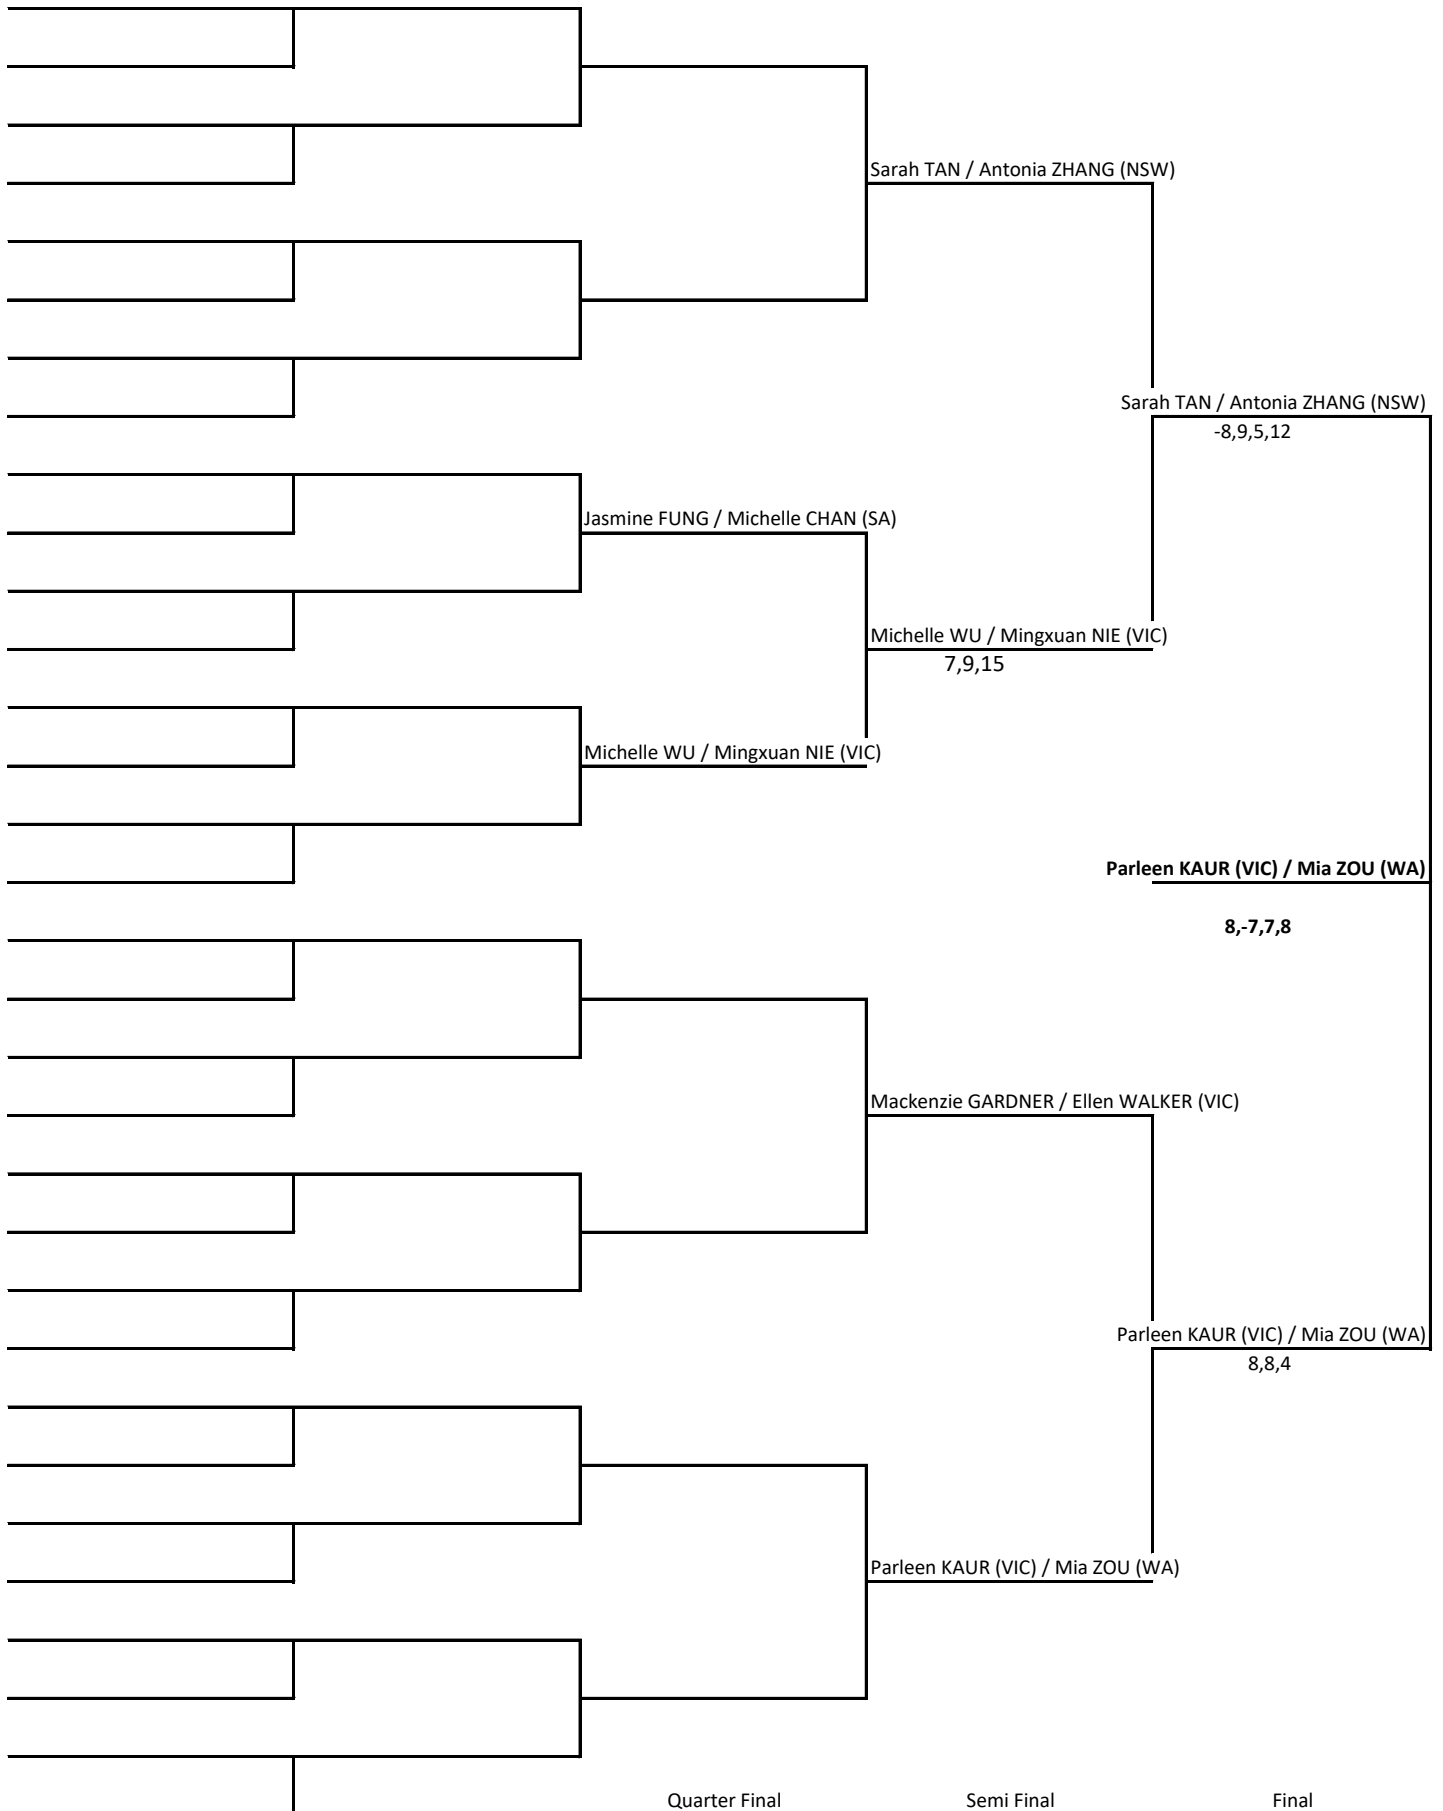 Sarah TAN / Antonia ZHANG (NSW)
Sarah TAN / Antonia ZHANG (NSW)
-8,9,5,12
Jasmine FUNG / Michelle CHAN (SA)
Michelle WU / Mingxuan NIE (VIC)
7,9,15
Michelle WU / Mingxuan NIE (VIC)
Parleen KAUR (VIC) / Mia ZOU (WA)
8,-7,7,8
Mackenzie GARDNER / Ellen WALKER (VIC)
Parleen KAUR (VIC) / Mia ZOU (WA)
8,8,4
Parleen KAUR (VIC) / Mia ZOU (WA)
Quarter Final Semi Final Final